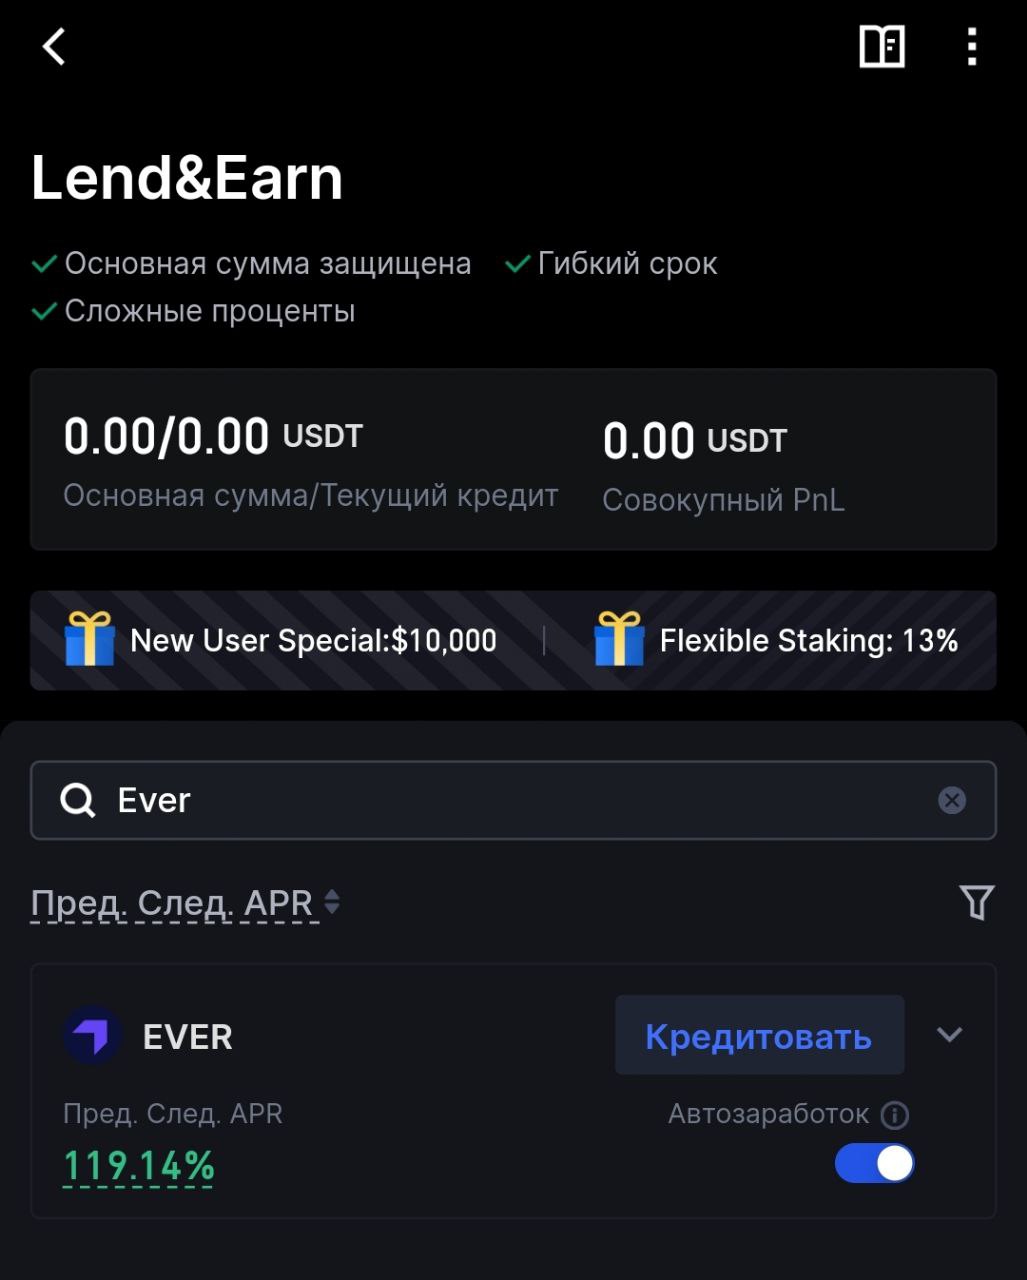 Lend&Earn
Основная сумма защищена Гибкий срок
Сложные проценты
0.00/0.00 USDT 0.00 USDT
Основная сумма/Текущий кредит Совокупный PnL
New User Special:$10,000 | Flexible Staking: 13%
Ever
Пред. След. APR
EVER Кредитовать
Пред. След. APR Автозаработок
119.14%